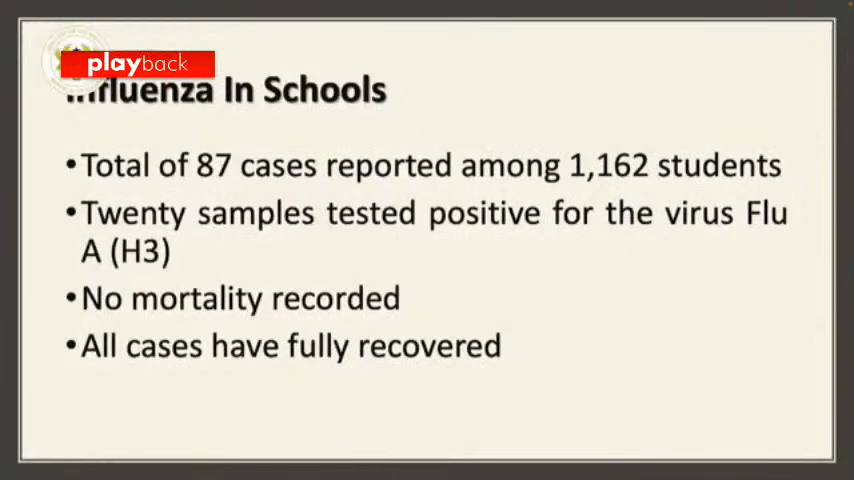 playback
Influenza In Schools
•Total of 87 cases reported among 1,162 students
•Twenty samples tested positive for the virus Flu
A (H3)
•No mortality recorded
•All cases have fully recovered